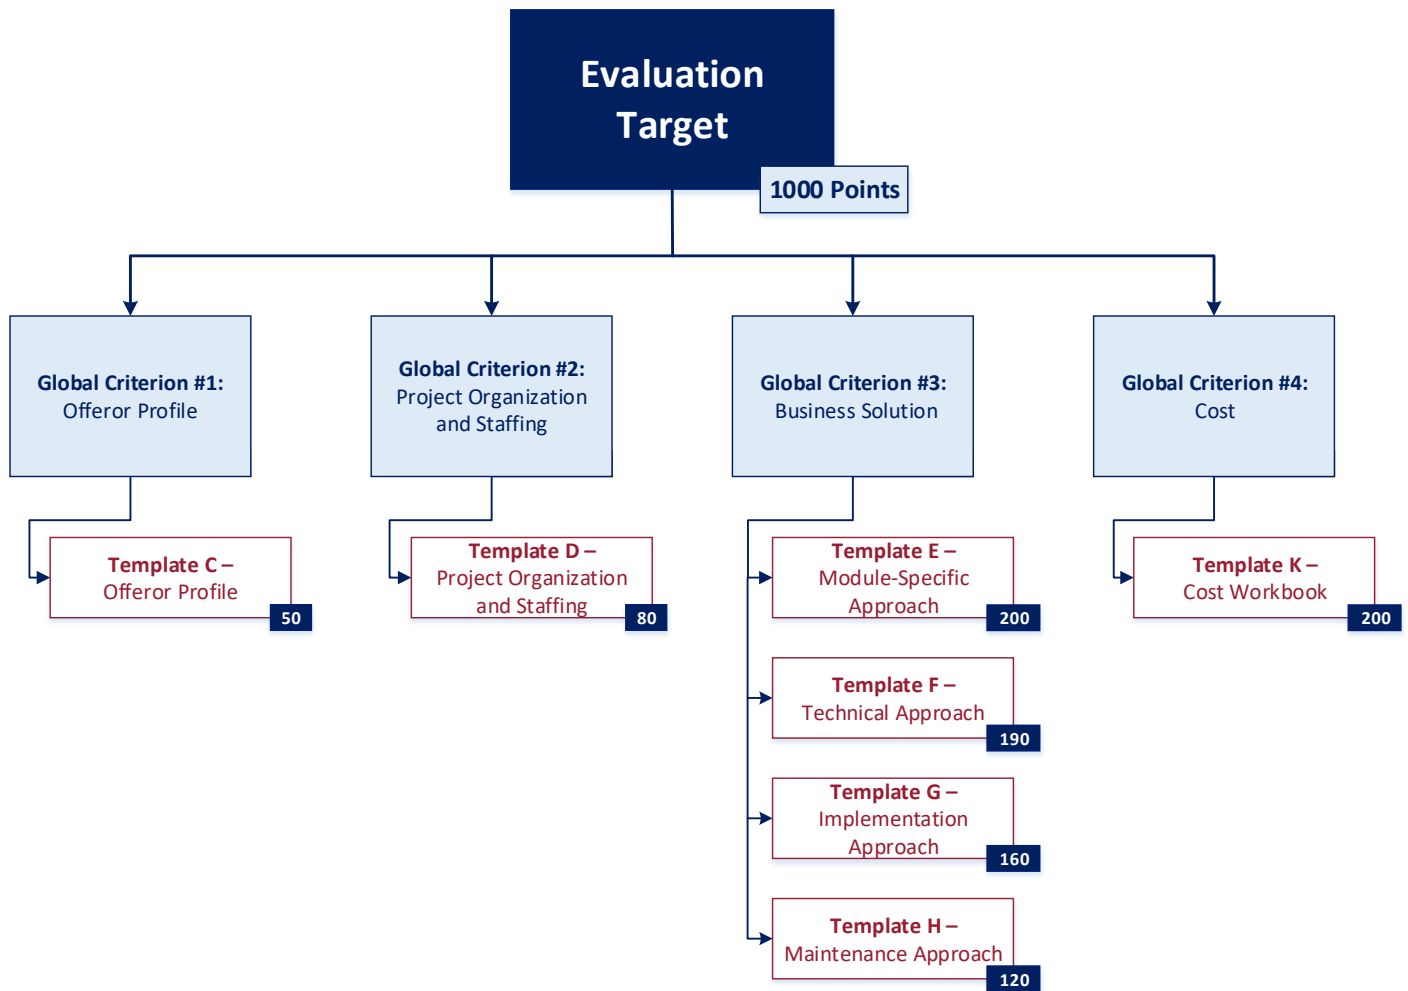 Evaluation
Target
1000 Points
Global Criterion #1:
Offeror Profile
Global Criterion #2:
Project Organization
and Staffing
Global Criterion #3:
Business Solution
Global Criterion #4:
Cost
Template C –
Offeror Profile
50
Template D –
Project Organization
and Staffing
80
Template E –
Module-Specific
Approach
200
Template K –
Cost Workbook
200
Template F –
Technical Approach
190
Template G –
Implementation
Approach
160
Template H –
Maintenance Approach
120